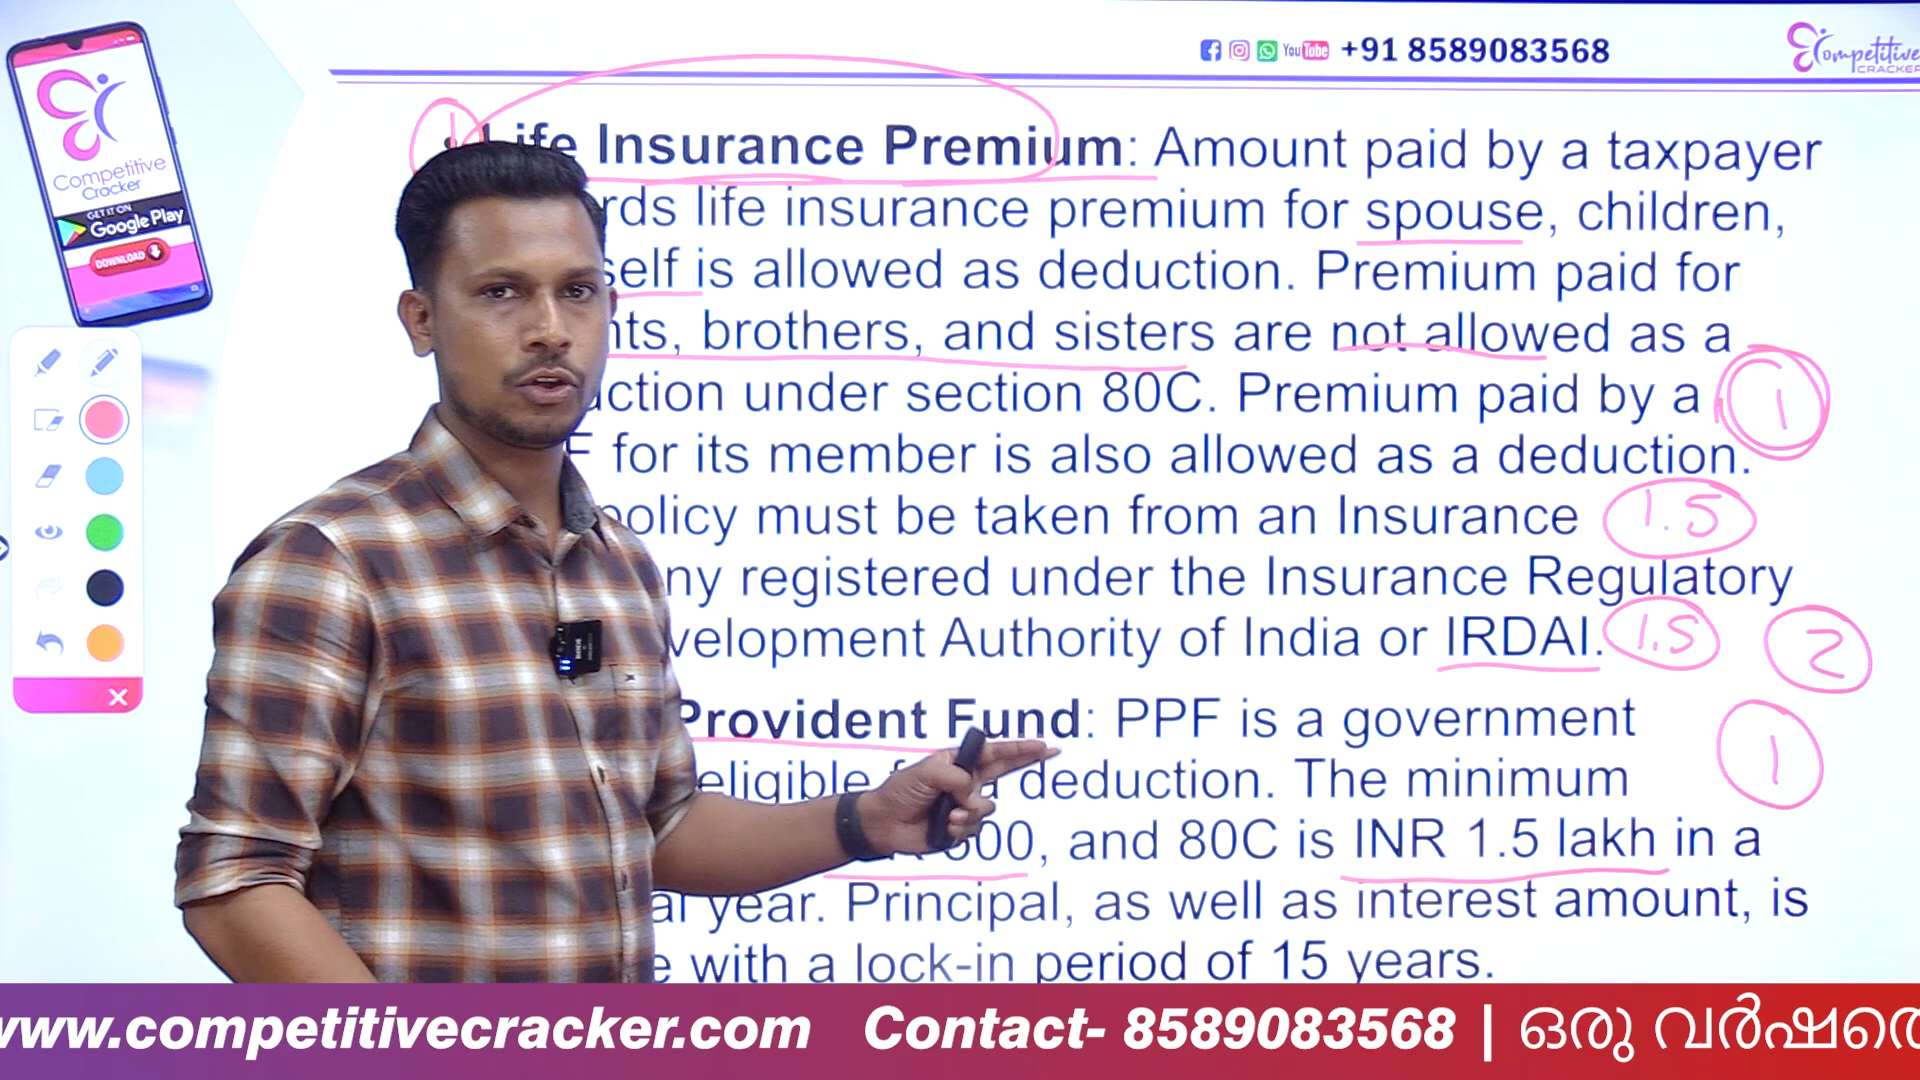 You Tube +91 8589083568
Competitive
CRACKER
Competitive
Cracker
GET IT ON
Google Play
DOWNLOAD
1
Life Insurance Premium: Amount paid by a taxpayer
rds life insurance premium for spouse, children,
self is allowed as deduction. Premium paid for
nts, brothers, and sisters are not allowed as a
uction under section 80C. Premium paid by a 1
F for its member is also allowed as a deduction.
policy must be taken from an Insurance 1.5
ny registered under the Insurance Regulatory
velopment Authority of India or IRDAI. 1.5 2
Provident Fund: PPF is a government 1
eligible deduction. The minimum
, and 80C is INR 1.5 lakh in a
al year. Principal, as well as interest amount, is
e with a lock-in period of 15 years.
www.competitivecracker.com Contact- 8589083568 | ഒരു